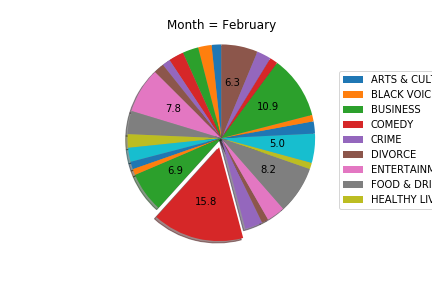 Month = February
6.3
10.9
7.8
5.0
8.2
6.9
15.8
ARTS & CULT
BLACK VOIC
BUSINESS
COMEDY
CRIME
DIVORCE
ENTERTAINM
FOOD & DRI
HEALTHY LIV